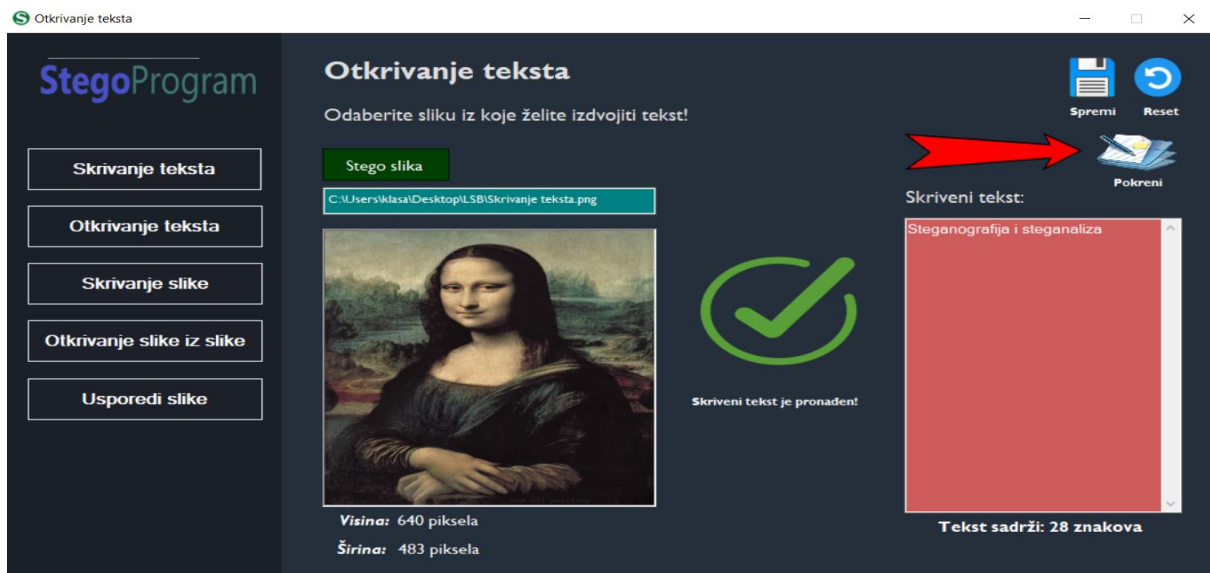 Otkrivanje teksta
StegoProgram
Skrivanje teksta
Otkrivanje teksta
Skrivanje slike
Otkrivanje slike iz slike
Usporedi slike
Otkrivanje teksta
Odaberite sliku iz koje želite izdvojiti tekst!
Stego slika
C:\Users\klasa\Desktop\LSB\Skrivanje teksta.png
Visina: 640 piksela
Širina: 483 piksela
Skriveni tekst je pronađen!
Spremi Reset
Pokreni
Skriveni tekst:
Steganografija i steganaliza
Tekst sadrži: 28 znakova